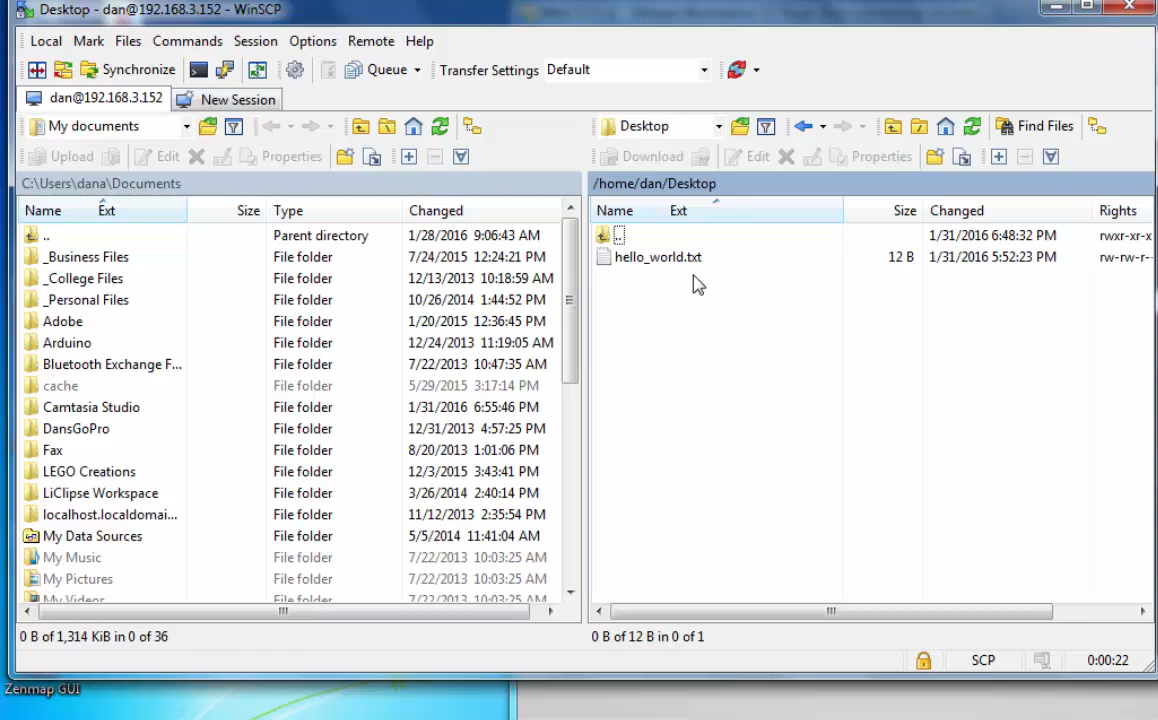 Desktop - dan@192.168.3.152 - WinSCP
Local Mark Files Commands Session Options Remote Help
Synchronize Queue Transfer Settings Default
dan@192.168.3.152 New Session
My documents Desktop Find Files
Upload Edit Properties Download Edit Properties
C:\Users\dana\Documents /home/dan/Desktop
Name Ext Size Type Changed Name Ext Size Changed Rights
.. Parent directory 1/28/2016 9:06:43 AM .. 1/31/2016 6:48:32 PM rwxr-xr-x
_Business Files File folder 7/24/2015 12:24:21 PM hello_world.txt 12 B 1/31/2016 5:52:23 PM rw-rw-r--
_College Files File folder 12/13/2013 10:18:59 AM
_Personal Files File folder 10/26/2014 1:44:52 PM
Adobe File folder 1/20/2015 12:36:45 PM
Arduino File folder 12/24/2013 11:19:05 AM
Bluetooth Exchange F... File folder 7/22/2013 10:47:35 AM
cache File folder 5/29/2015 3:17:14 PM
Camtasia Studio File folder 1/31/2016 6:55:46 PM
DansGoPro File folder 12/31/2013 4:57:25 PM
Fax File folder 8/20/2013 1:01:06 PM
LEGO Creations File folder 12/3/2015 3:43:41 PM
LiClipse Workspace File folder 3/26/2014 2:40:14 PM
localhost.localdomai... File folder 11/12/2013 2:35:54 PM
My Data Sources File folder 5/5/2014 11:41:04 AM
My Music File folder 7/22/2013 10:03:25 AM
My Pictures File folder 7/22/2013 10:03:25 AM
My Videos File folder 7/22/2013 10:03:25 AM
0 B of 1,314 KiB in 0 of 36 0 B of 12 B in 0 of 1
SCP 0:00:22
Zenmap GUI